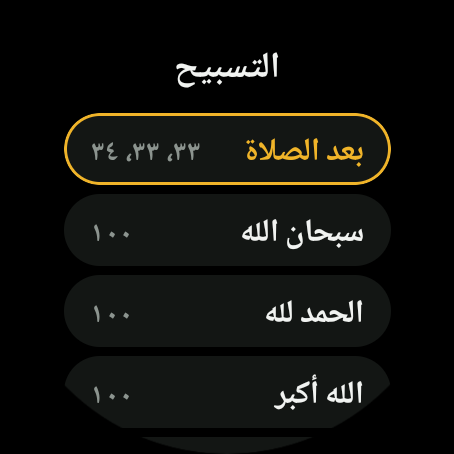 التسبيح
بعد الصلاة ٣٣، ٣٣، ٣٤
سبحان الله ١٠٠
الحمد لله ١٠٠
الله أكبر ١٠٠